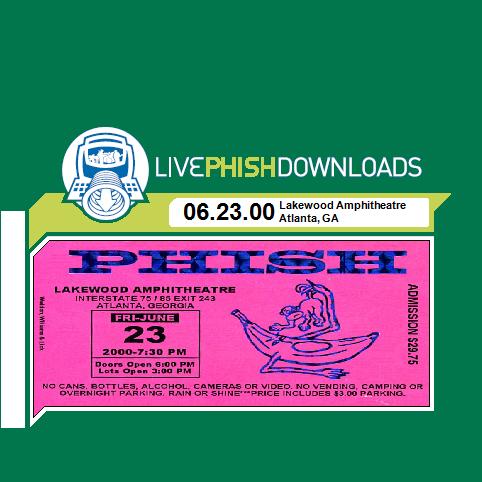 LIVEPHISHDOWNLOADS
06.23.00
Lakewood Amphitheatre
Atlanta, GA
PHISH
LAKEWOOD AMPHITHEATRE
INTERSTATE 75 / 85 EXIT 243
ATLANTA, GEORGIA
FRI-JUNE
23
2000-7:30 PM
Doors Open 6:00 PM
Lots Open 3:00 PM
ADMISSION $29.75
NO CANS, BOTTLES, ALCOHOL, CAMERAS OR VIDEO. NO VENDING, CAMPING OR
OVERNIGHT PARKING. RAIN OR SHINE***PRICE INCLUDES $3.00 PARKING.